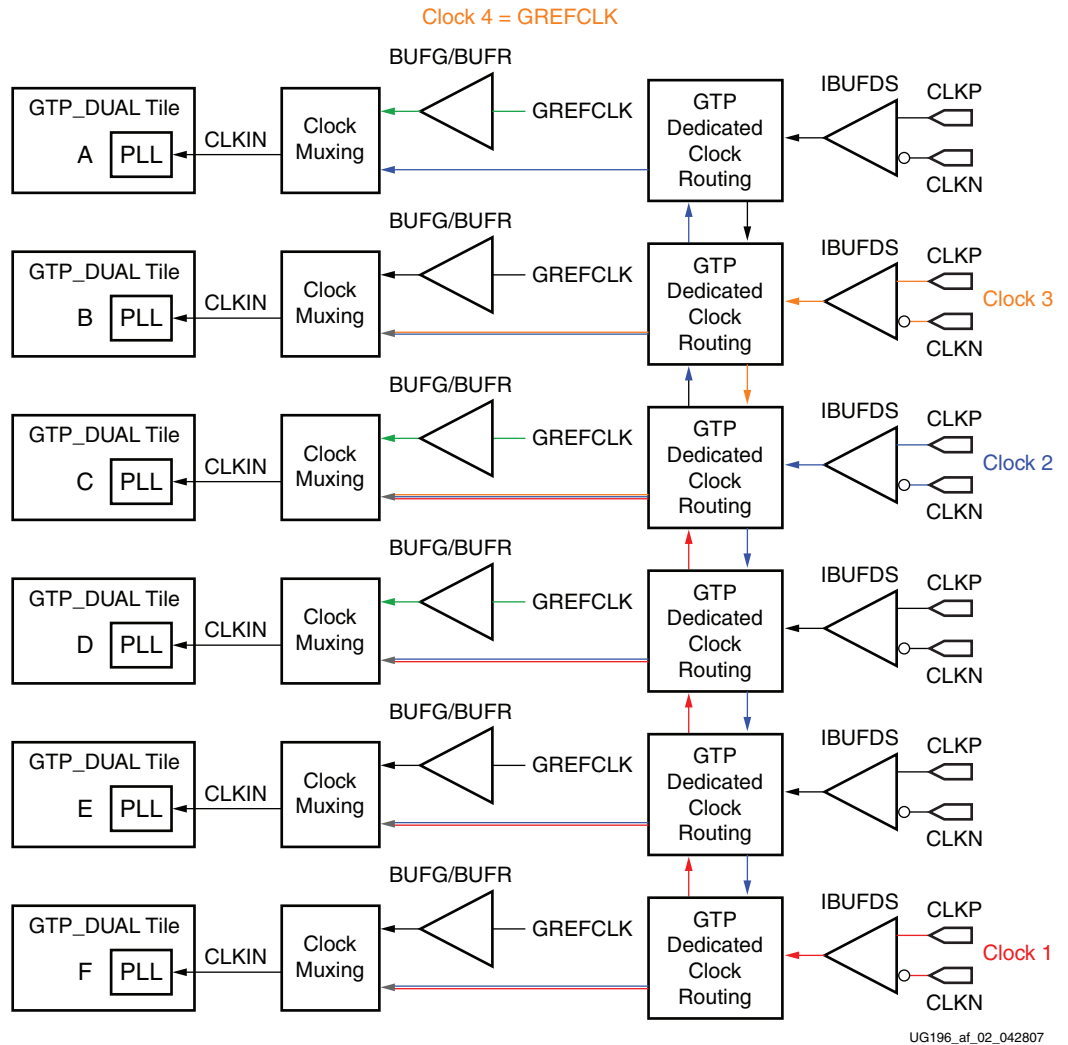 Clock 4 = GREFCLK
BUFG/BUFR
IBUFDS
CLKP
GTP_DUAL Tile
A
PLL
CLKIN
Clock
Muxing
GREFCLK
GTP
Dedicated
Clock
Routing
CLKN
BUFG/BUFR
IBUFDS
CLKP
GTP_DUAL Tile
B
PLL
CLKIN
Clock
Muxing
GREFCLK
GTP
Dedicated
Clock
Routing
Clock 3
CLKN
BUFG/BUFR
IBUFDS
CLKP
GTP_DUAL Tile
C
PLL
CLKIN
Clock
Muxing
GREFCLK
GTP
Dedicated
Clock
Routing
Clock 2
CLKN
BUFG/BUFR
IBUFDS
CLKP
GTP_DUAL Tile
D
PLL
CLKIN
Clock
Muxing
GREFCLK
GTP
Dedicated
Clock
Routing
CLKN
BUFG/BUFR
IBUFDS
CLKP
GTP_DUAL Tile
E
PLL
CLKIN
Clock
Muxing
GREFCLK
GTP
Dedicated
Clock
Routing
CLKN
BUFG/BUFR
IBUFDS
CLKP
GTP_DUAL Tile
F
PLL
CLKIN
Clock
Muxing
GREFCLK
GTP
Dedicated
Clock
Routing
Clock 1
CLKN
UG196_af_02_042807